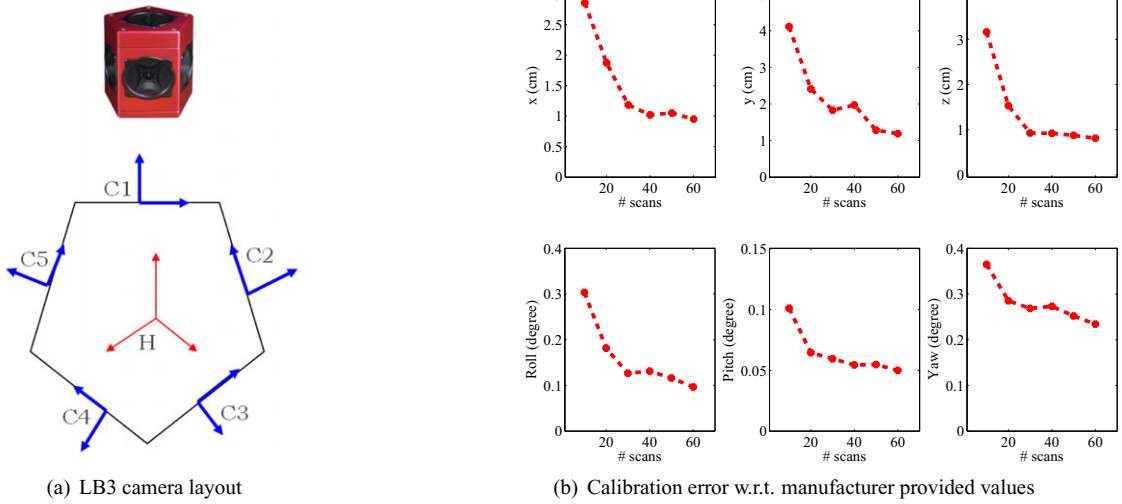 C1
C5
C2
H
C4
C3
(a) LB3 camera layout
x (cm)
2.5
2
1.5
1
0.5
0
20 40 60
# scans
y (cm)
4
3
2
1
0
20 40 60
# scans
z (cm)
3
2
1
0
20 40 60
# scans
Roll (degree)
0.4
0.3
0.2
0.1
0
20 40 60
# scans
Pitch (degree)
0.15
0.1
0.05
0
20 40 60
# scans
Yaw (degree)
0.4
0.3
0.2
0.1
0
20 40 60
# scans
(b) Calibration error w.r.t. manufacturer provided values